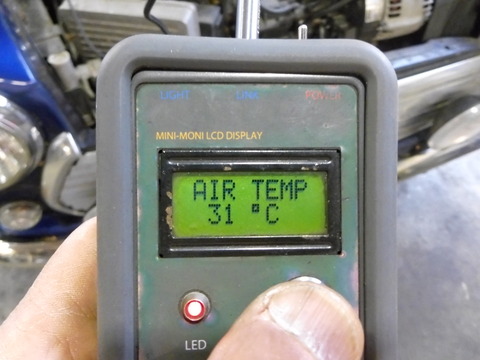 LIGHT LINK POWER
MINI-MONI LCD DISPLAY
AIR TEMP
31 °C
LED